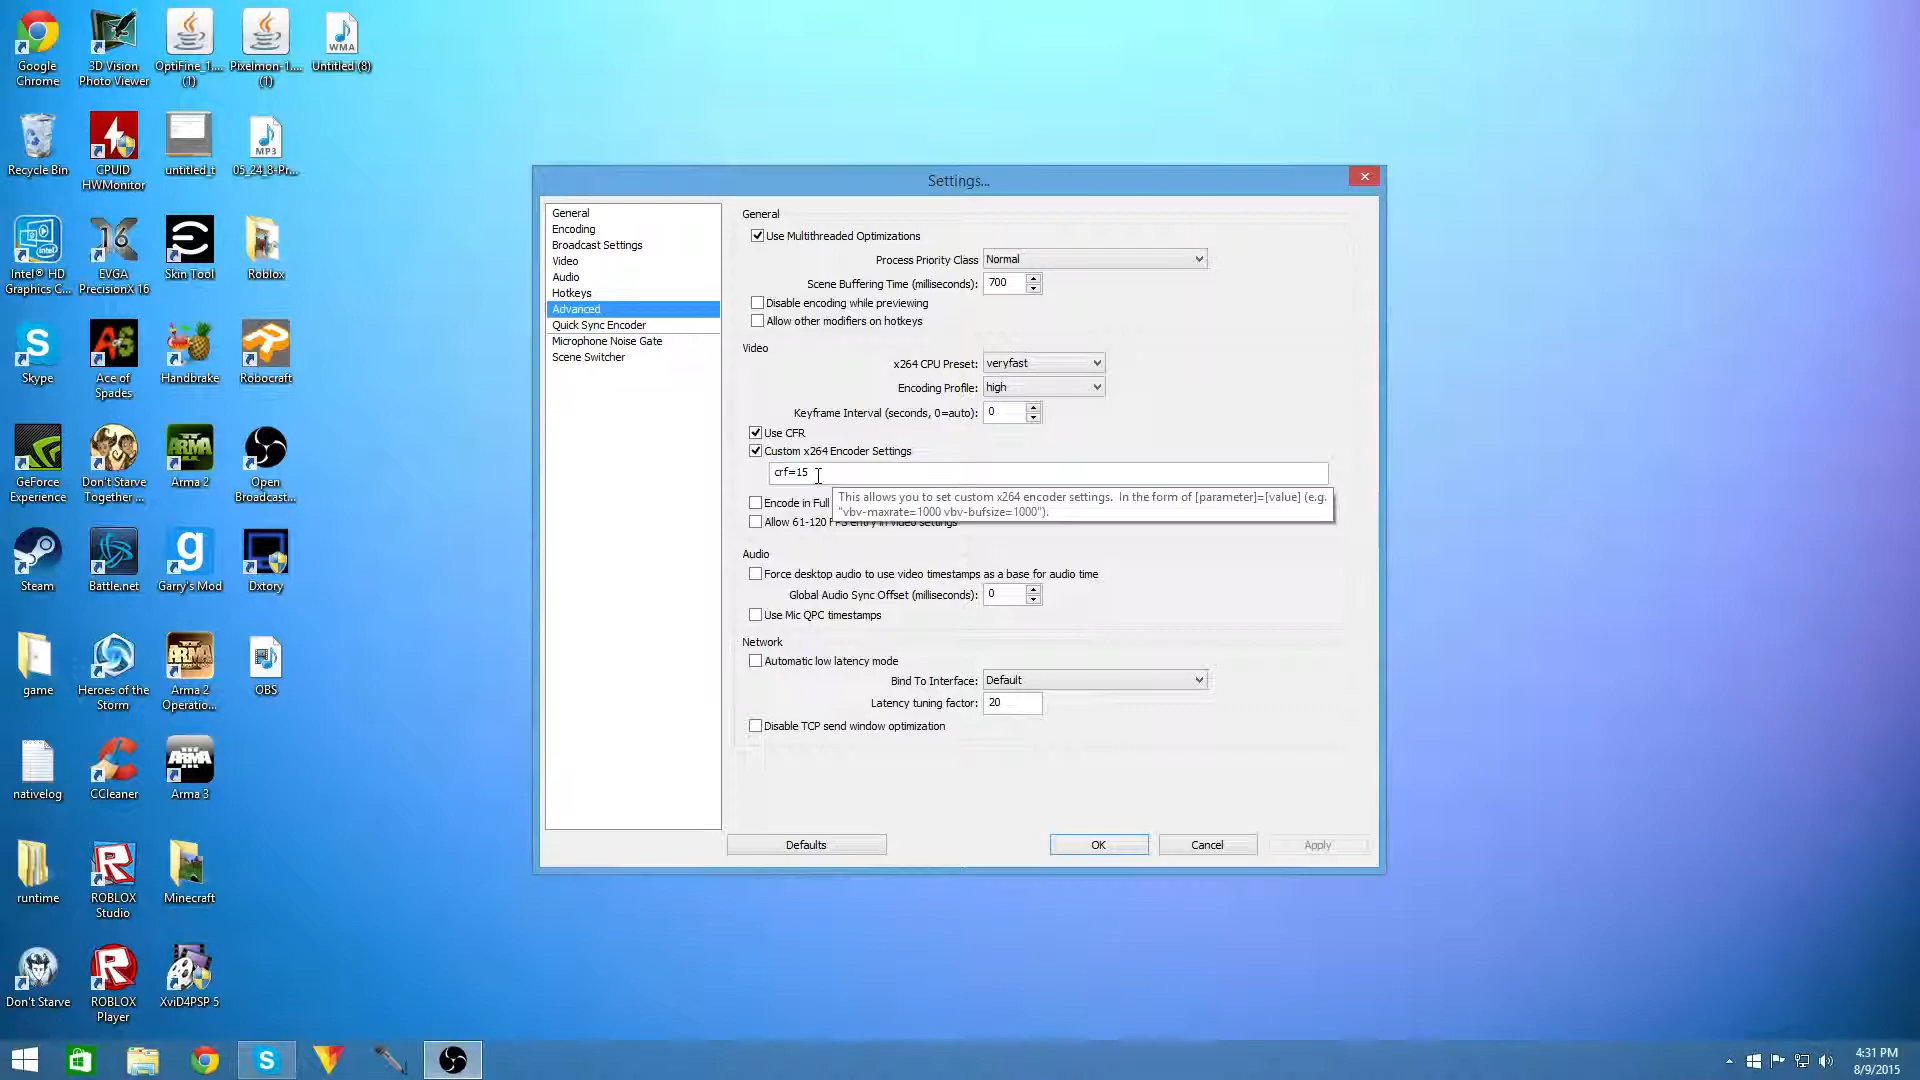 Google
Chrome
3D Vision
Photo Viewer
OptiFine_1....
(1)
Pixelmon-1....
(1)
WMA
Untitled (8)
Recycle Bin
CPUID
HWMonitor
untitled_t
MP3
05_24_8-Pr...
Intel® HD
Graphics C...
EVGA
PrecisionX 16
Skin Tool
Roblox
Skype
Ace of
Spades
Handbrake
Robocraft
GeForce
Experience
Don't Starve
Together ...
Arma 2
Open
Broadcast...
Steam
Battle.net
Garry's Mod
Dxtory
game
Heroes of the
Storm
Arma 2
Operatio...
OBS
nativelog
CCleaner
Arma 3
runtime
ROBLOX
Studio
Minecraft
Don't Starve
ROBLOX
Player
XviD4PSP 5
Settings...
General
Encoding
Broadcast Settings
Video
Audio
Hotkeys
Advanced
Quick Sync Encoder
Microphone Noise Gate
Scene Switcher
General
Use Multithreaded Optimizations
Process Priority Class Normal
Scene Buffering Time (milliseconds): 700
Disable encoding while previewing
Allow other modifiers on hotkeys
Video
x264 CPU Preset: veryfast
Encoding Profile: high
Keyframe Interval (seconds, 0=auto): 0
Use CFR
Custom x264 Encoder Settings
crf=15
This allows you to set custom x264 encoder settings. In the form of [parameter]=[value] (e.g.
"vbv-maxrate=1000 vbv-bufsize=1000").
Encode in Full
Allow 61-120 FPS entry in video settings
Audio
Force desktop audio to use video timestamps as a base for audio time
Global Audio Sync Offset (milliseconds): 0
Use Mic QPC timestamps
Network
Automatic low latency mode
Bind To Interface: Default
Latency tuning factor: 20
Disable TCP send window optimization
Defaults
OK
Cancel
Apply
4:31 PM
8/9/2015